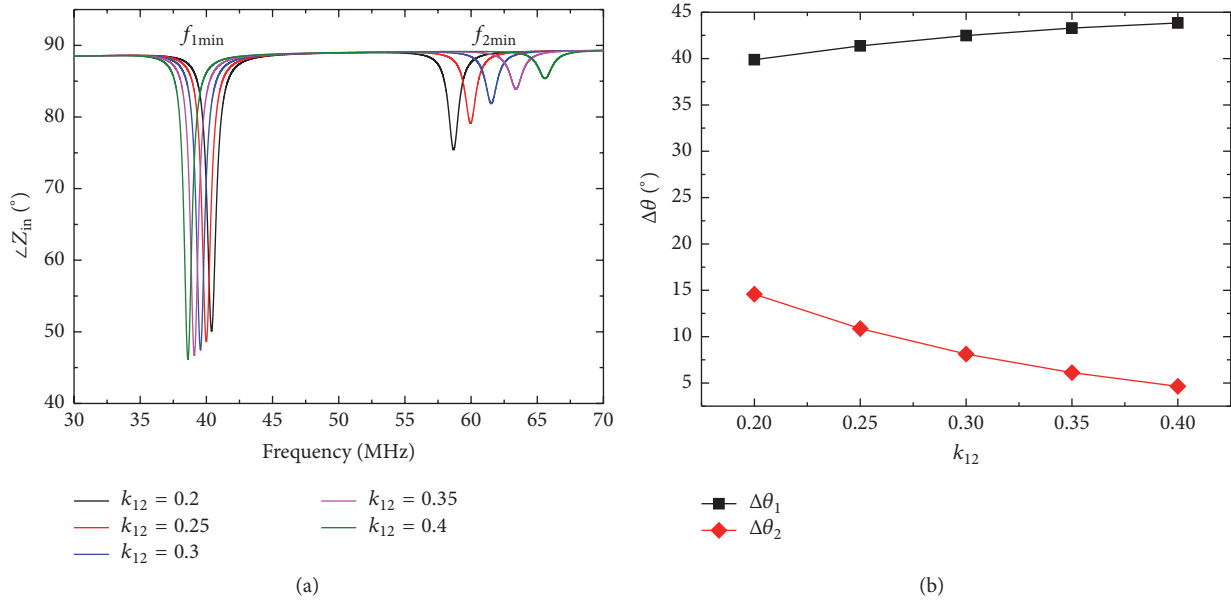 f1min
f2min
90
80
70
60
50
40
∠Zin (°)
30 35 40 45 50 55 60 65 70
Frequency (MHz)
k12 = 0.2
k12 = 0.25
k12 = 0.3
k12 = 0.35
k12 = 0.4
(a)
45
40
35
30
25
20
15
10
5
Δθ (°)
0.20 0.25 0.30 0.35 0.40
k12
Δθ1
Δθ2
(b)